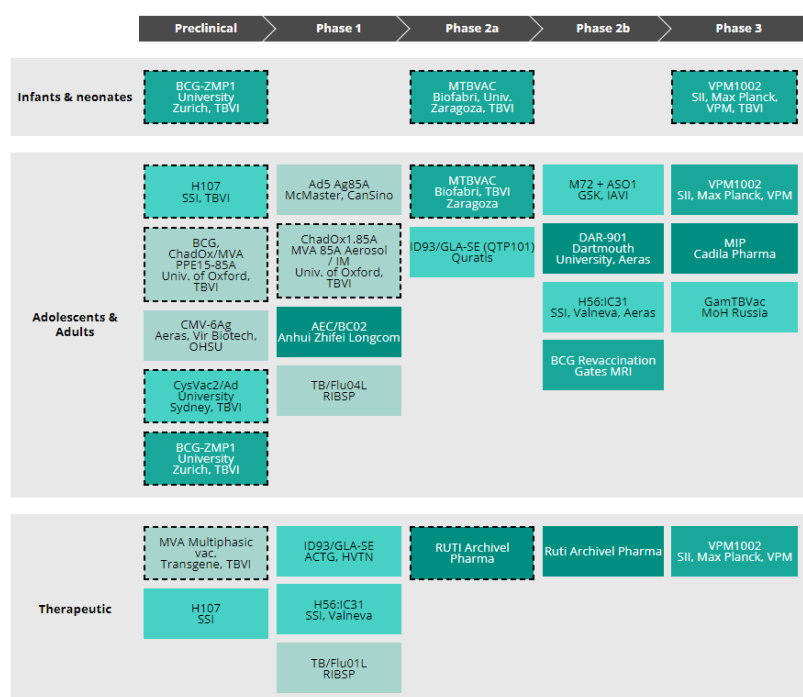 Preclinical
Phase 1
Phase 2a
Phase 2b
Phase 3
Infants & neonates
BCG-ZMP1
University
Zurich, TBVI
MTBVAC
Biofabri, Univ.
Zaragoza, TBVI
VPM1002
SII, Max Planck,
VPM, TBVI
Adolescents &
Adults
H107
SSI, TBVI
BCG,
ChadOx/MVA
PPE15-85A
Univ. of Oxford,
TBVI
CMV-6Ag
Aeras, Vir Biotech,
OHSU
CysVac2/Ad
University
Sydney, TBVI
BCG-ZMP1
University
Zurich, TBVI
Ad5 Ag85A
McMaster, CanSino
ChadOx1.85A
MVA 85A Aerosol
/ IM
Univ. of Oxford,
TBVI
AEC/BC02
Anhui Zhifei Longcom
TB/Flu04L
RIBSP
MTBVAC
Biofabri, TBVI
Zaragoza
ID93/GLA-SE (QTP101)
Quratis
M72 + ASO1
GSK, IAVI
DAR-901
Dartmouth
University, Aeras
H56:IC31
SSI, Valneva, Aeras
BCG Revaccination
Gates MRI
VPM1002
SII, Max Planck, VPM
MIP
Cadila Pharma
GamTBVac
MoH Russia
Therapeutic
MVA Multiphasic
vac.
Transgene, TBVI
H107
SSI
ID93/GLA-SE
ACTG, HVTN
H56:IC31
SSI, Valneva
TB/Flu01L
RIBSP
RUTI Archivel
Pharma
Ruti Archivel Pharma
VPM1002
SII, Max Planck, VPM